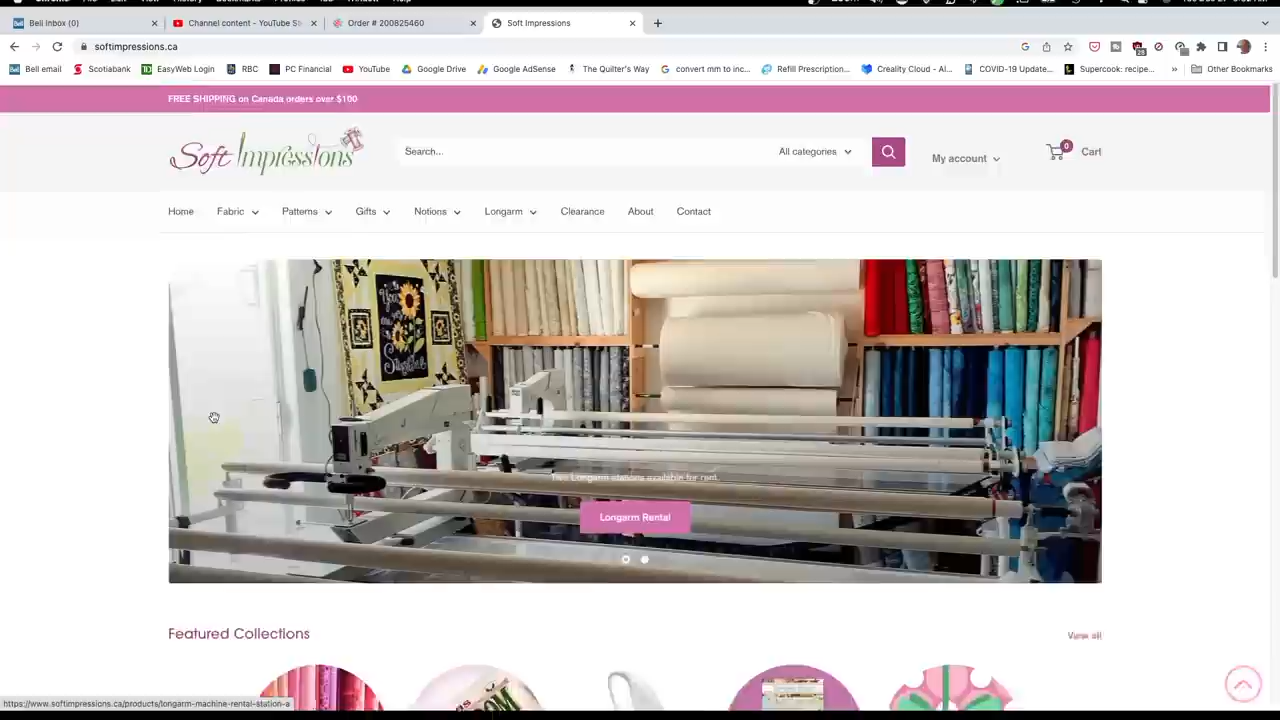 Bell Inbox (0)
Channel content - YouTube St
Order # 200825460
Soft Impressions
softimpressions.ca
Bell email
Scotiabank
EasyWeb Login
RBC
PC Financial
YouTube
Google Drive
Google AdSense
The Quilter's Way
convert mm to inc...
Refill Prescription...
Creality Cloud - Al...
COVID-19 Update...
Supercook: recipe...
Other Bookmarks
FREE SHIPPING on Canada orders over $100
Soft Impressions
Search...
All categories
My account
0
Cart
Home
Fabric
Patterns
Gifts
Notions
Longarm
Clearance
About
Contact
Two Longarm stations available for rent.
Longarm Rental
Featured Collections
View all
https://www.softimpressions.ca/products/longarm-machine-rental-station-a